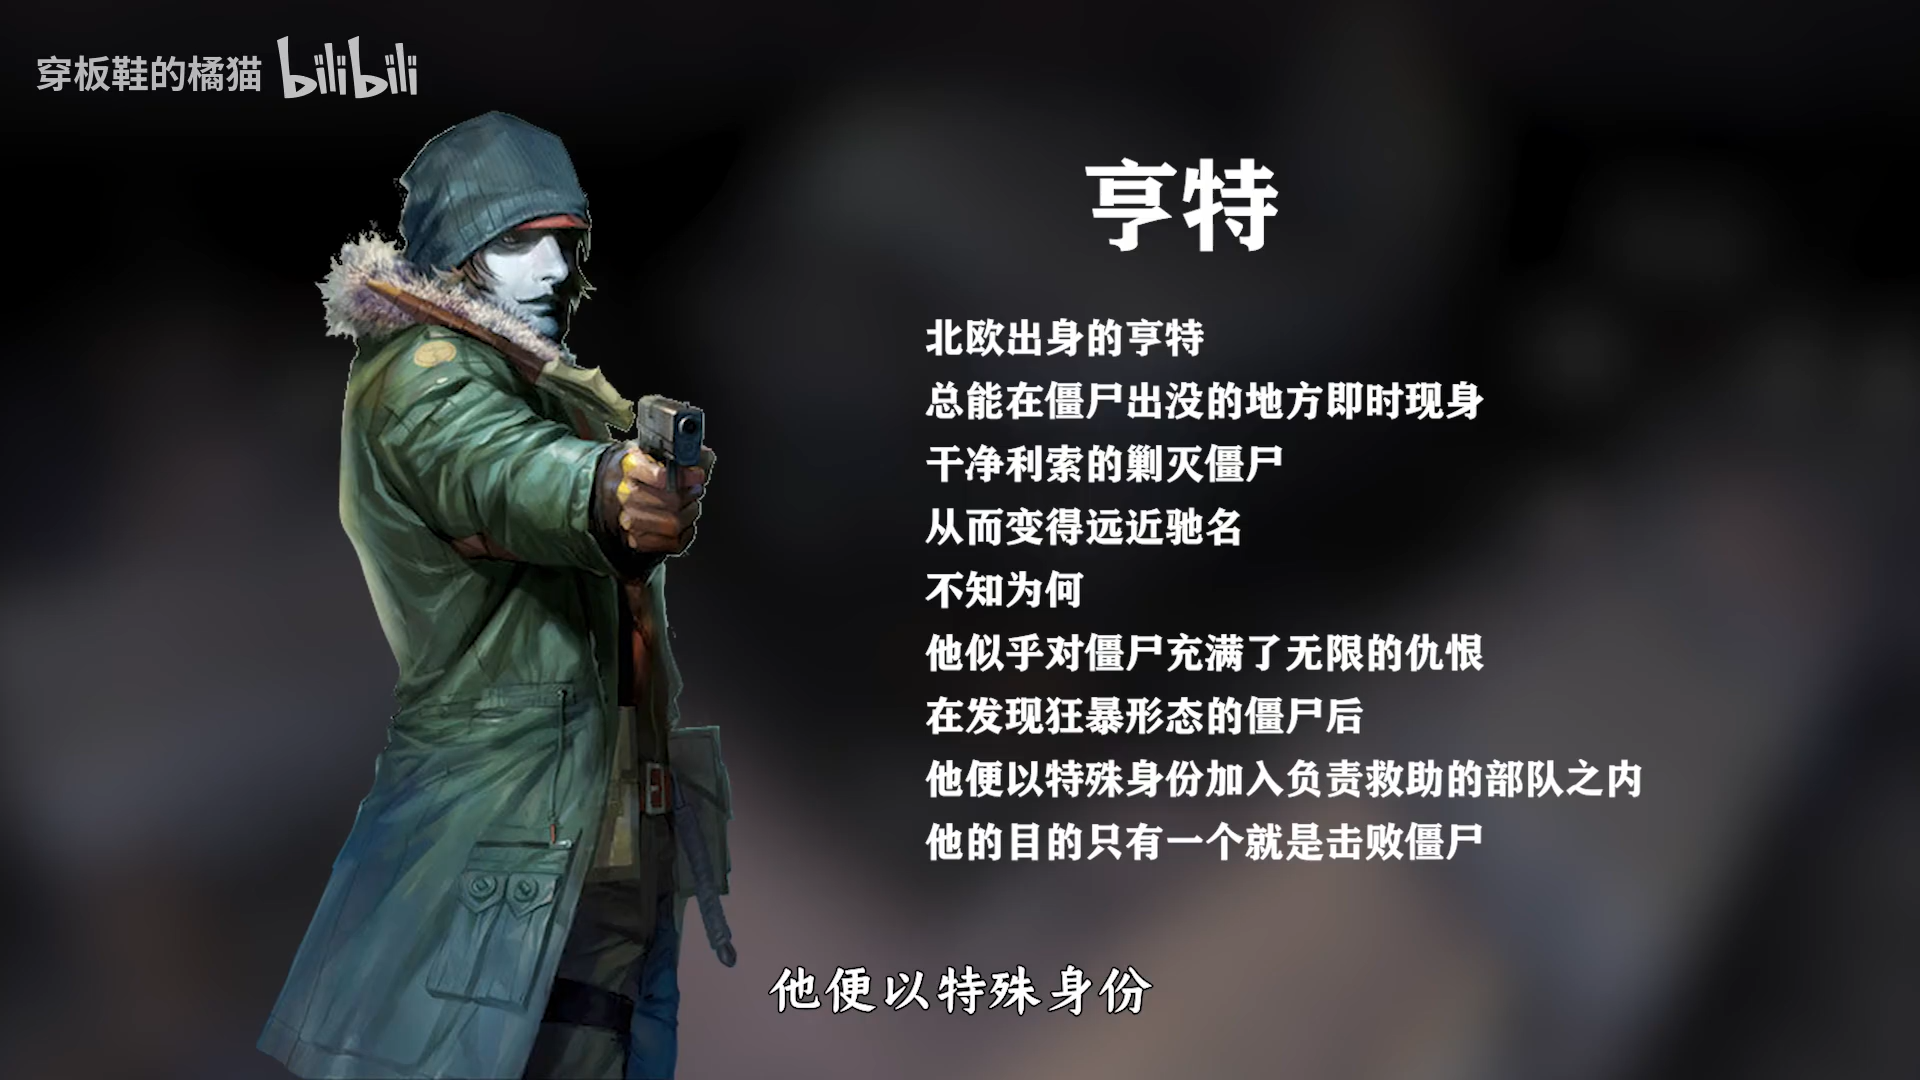 穿板鞋的橘猫 bilibili
亨特
北欧出身的亨特
总能在僵尸出没的地方即时现身
干净利索的剿灭僵尸
从而变得远近驰名
不知为何
他似乎对僵尸充满了无限的仇恨
在发现狂暴形态的僵尸后
他便以特殊身份加入负责救助的部队之内
他的目的只有一个就是击败僵尸
他便以特殊身份